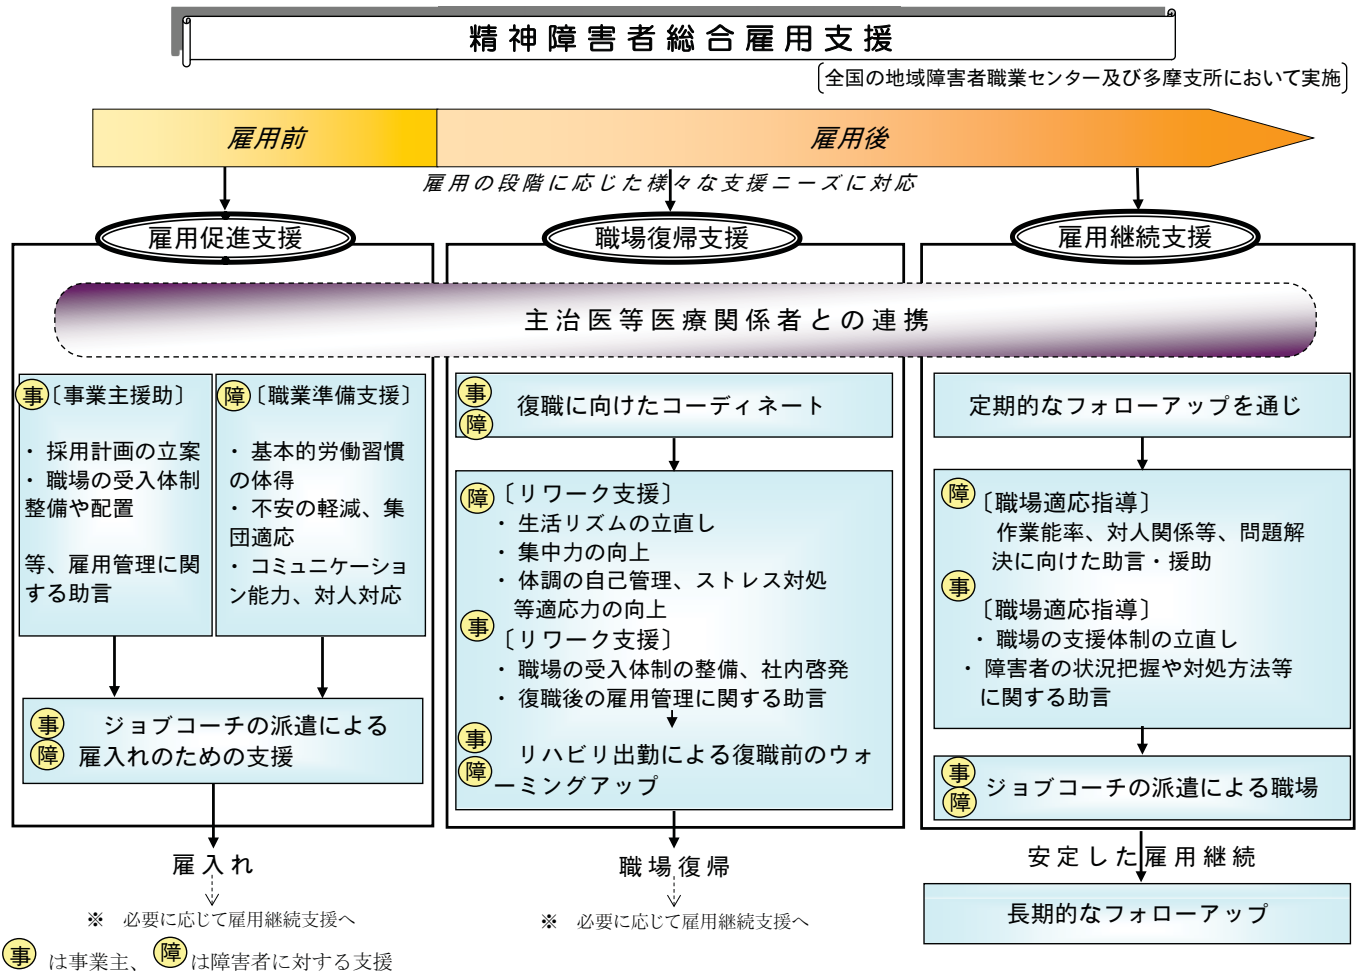 精神障害者総合雇用支援
〔全国の地域障害者職業センター及び多摩支所において実施〕
雇用前
雇用後
雇用の段階に応じた様々な支援ニーズに対応
雇用促進支援
職場復帰支援
雇用継続支援
主治医等医療関係者との連携
事〔事業主援助〕
・ 採用計画の立案
・ 職場の受入体制
整備や配置
等、雇用管理に関
する助言
障〔職業準備支援〕
・ 基本的労働習慣
の体得
・ 不安の軽減、集
団適応
・ コミュニケーショ
ン能力、対人対応
事
障
ジョブコーチの派遣による
雇入れのための支援
雇入れ
※ 必要に応じて雇用継続支援へ
事
障
復職に向けたコーディネート
障〔リワーク支援〕
・ 生活リズムの立直し
・ 集中力の向上
・ 体調の自己管理、ストレス対処
等適応力の向上
事〔リワーク支援〕
・ 職場の受入体制の整備、社内啓発
・ 復職後の雇用管理に関する助言
事
障
リハビリ出勤による復職前のウォ
ーミングアップ
職場復帰
※ 必要に応じて雇用継続支援へ
定期的なフォローアップを通じ
障〔職場適応指導〕
作業能率、対人関係等、問題解
決に向けた助言・援助
事
〔職場適応指導〕
・ 職場の支援体制の立直し
・ 障害者の状況把握や対処方法等
に関する助言
事
障
ジョブコーチの派遣による職場
安定した雇用継続
長期的なフォローアップ
事 は事業主、障 は障害者に対する支援